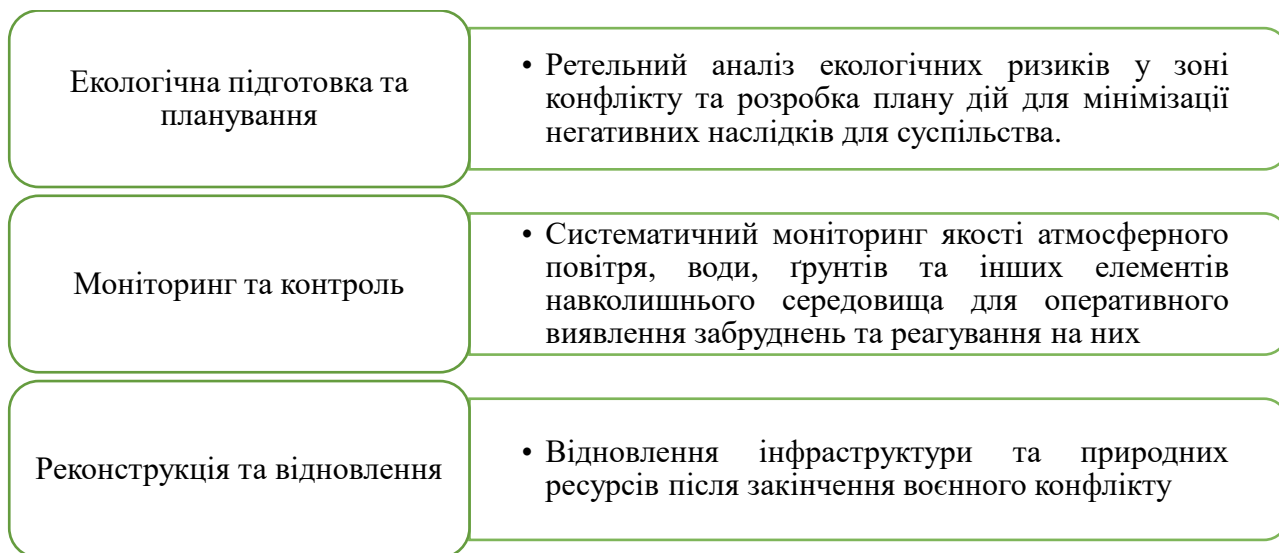 Екологічна підготовка та
планування
• Ретельний аналіз екологічних ризиків у зоні
конфлікту та розробка плану дій для мінімізації
негативних наслідків для суспільства.
Моніторинг та контроль
• Систематичний моніторинг якості атмосферного
повітря, води, ґрунтів та інших елементів
навколишнього середовища для оперативного
виявлення забруднень та реагування на них
Реконструкція та відновлення
• Відновлення інфраструктури та природних
ресурсів після закінчення воєнного конфлікту